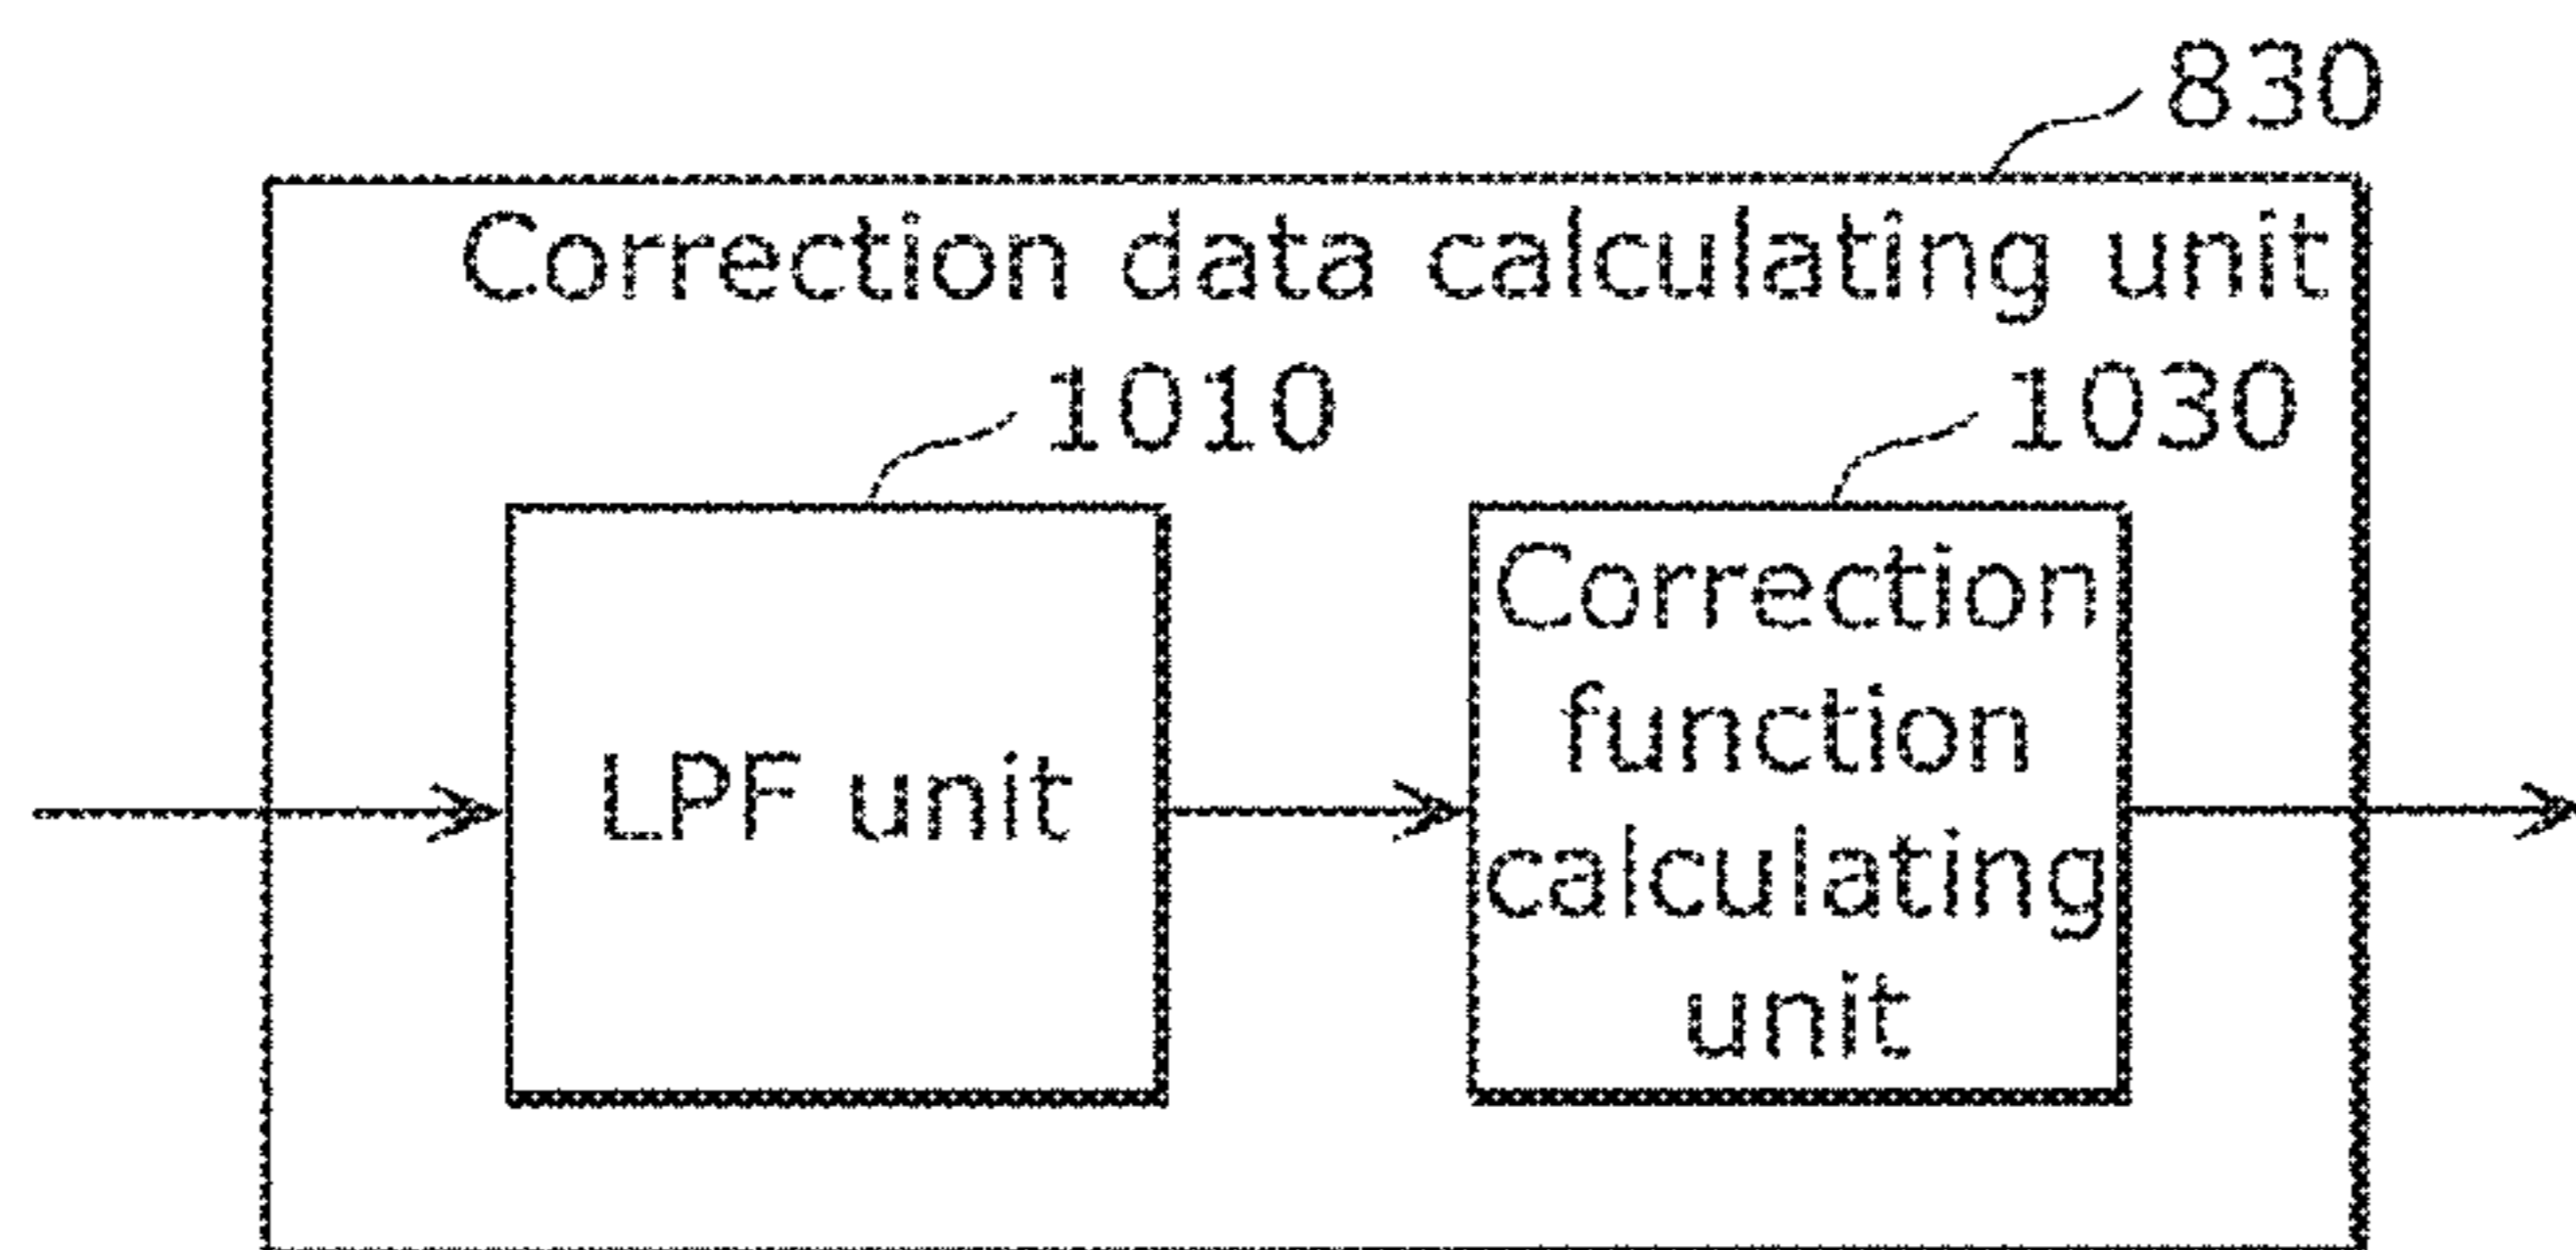 830
Correction data calculating unit
1010
1030
LPF unit
Correction
function
calculating
unit